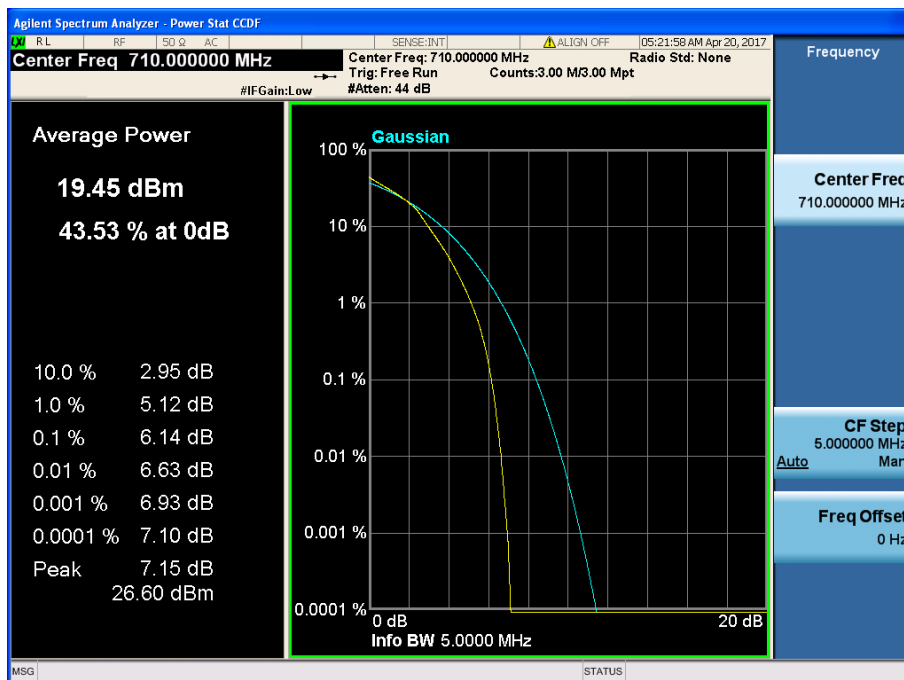 Agilent Spectrum Analyzer - Power Stat CCDF
LXI RL RF 50 Ω AC SENSE:INT ALIGN OFF 05:21:58 AM Apr 20, 2017
Center Freq 710.000000 MHz
Center Freq: 710.000000 MHz Radio Std: None
Trig: Free Run Counts:3.00 M/3.00 Mpt
#IFGain:Low #Atten: 44 dB
Frequency
Average Power
19.45 dBm
43.53 % at 0dB
10.0 % 2.95 dB
1.0 % 5.12 dB
0.1 % 6.14 dB
0.01 % 6.63 dB
0.001 % 6.93 dB
0.0001 % 7.10 dB
Peak 7.15 dB
26.60 dBm
Gaussian
100 %
10 %
1 %
0.1 %
0.01 %
0.001 %
0.0001 %
0 dB 20 dB
Info BW 5.0000 MHz
Center Freq
710.000000 MHz
CF Step
5.000000 MHz
Auto Man
Freq Offset
0 Hz
MSG STATUS